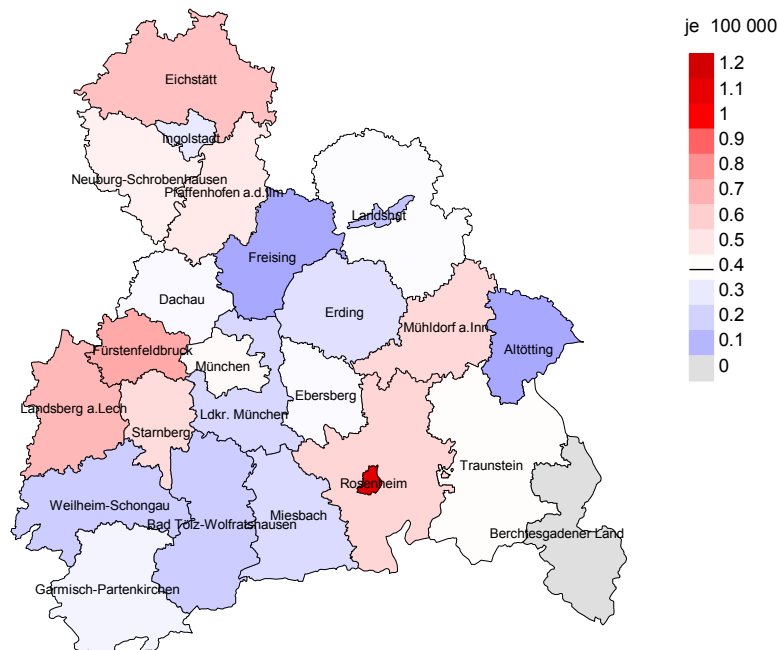 je 100 000
1.2
1.1
1
0.9
0.8
0.7
0.6
0.5
0.4
0.3
0.2
0.1
0
Eichstätt
Ingolstadt
Neuburg-Schrobenhausen
Pfaffenhofen a.d.Ilm
Landshut
Freising
Dachau
Erding
Mühldorf a.Inn
Altötting
Fürstenfeldbruck
München
Ebersberg
Landsberg a.Lech
Ldkr. München
Starnberg
Traunstein
Rosenheim
Weilheim-Schongau
Miesbach
Bad Tölz-Wolfratshausen
Berchtesgadener Land
Garmisch-Partenkirchen